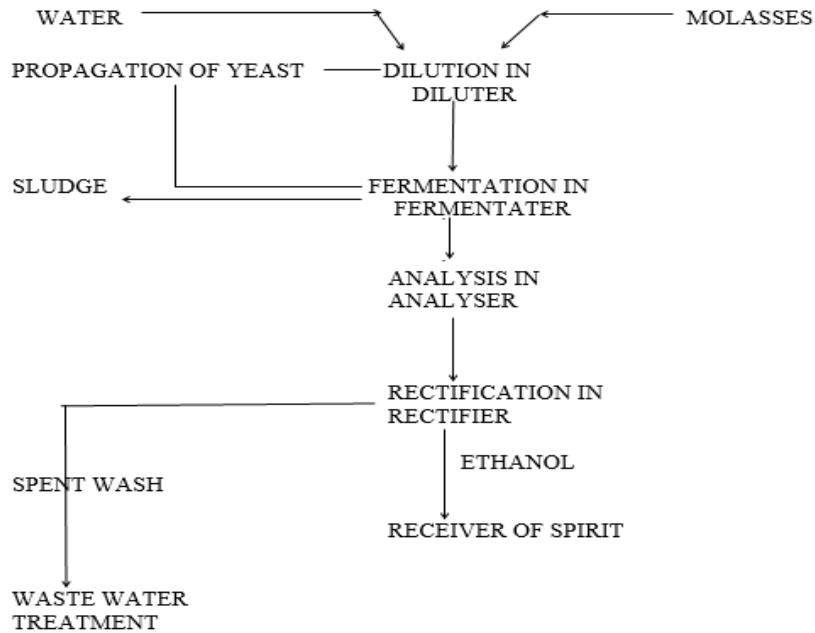 WATER
MOLASSES
PROPAGATION OF YEAST
DILUTION IN
DILUTER
SLUDGE
FERMENTATION IN
FERMENTATER
ANALYSIS IN
ANALYSER
RECTIFICATION IN
RECTIFIER
ETHANOL
SPENT WASH
RECEIVER OF SPIRIT
WASTE WATER
TREATMENT